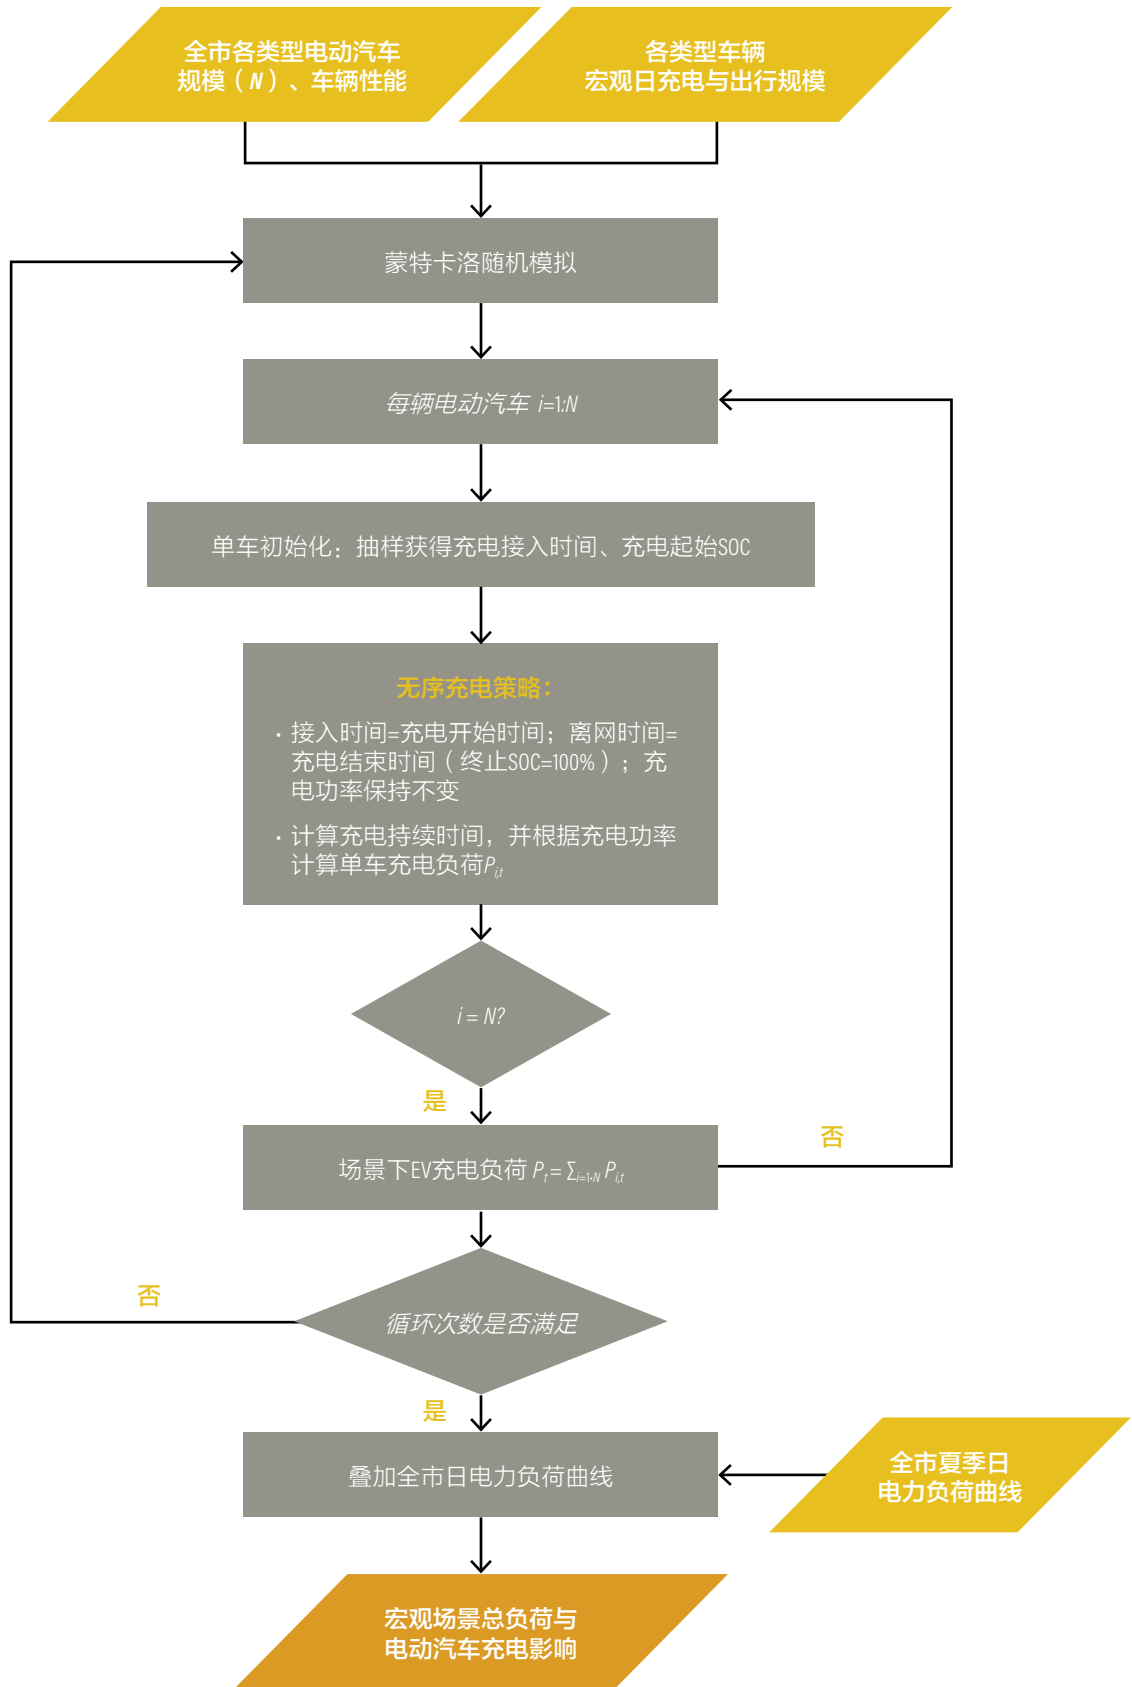 全市各类型电动汽车
规模（N）、车辆性能
各类型车辆
宏观日充电与出行规模
蒙特卡洛随机模拟
每辆电动汽车 i=1:N
单车初始化：抽样获得充电接入时间、充电起始SOC
无序充电策略：
· 接入时间=充电开始时间；离网时间=
充电结束时间（终止SOC=100%）；充
电功率保持不变
· 计算充电持续时间，并根据充电功率
计算单车充电负荷P_{i,t}
i = N?
是
否
场景下EV充电负荷 P_t = ∑_{i=1-N} P_{i,t}
否
循环次数是否满足
是
叠加全市日电力负荷曲线
全市夏季日
电力负荷曲线
宏观场景总负荷与
电动汽车充电影响